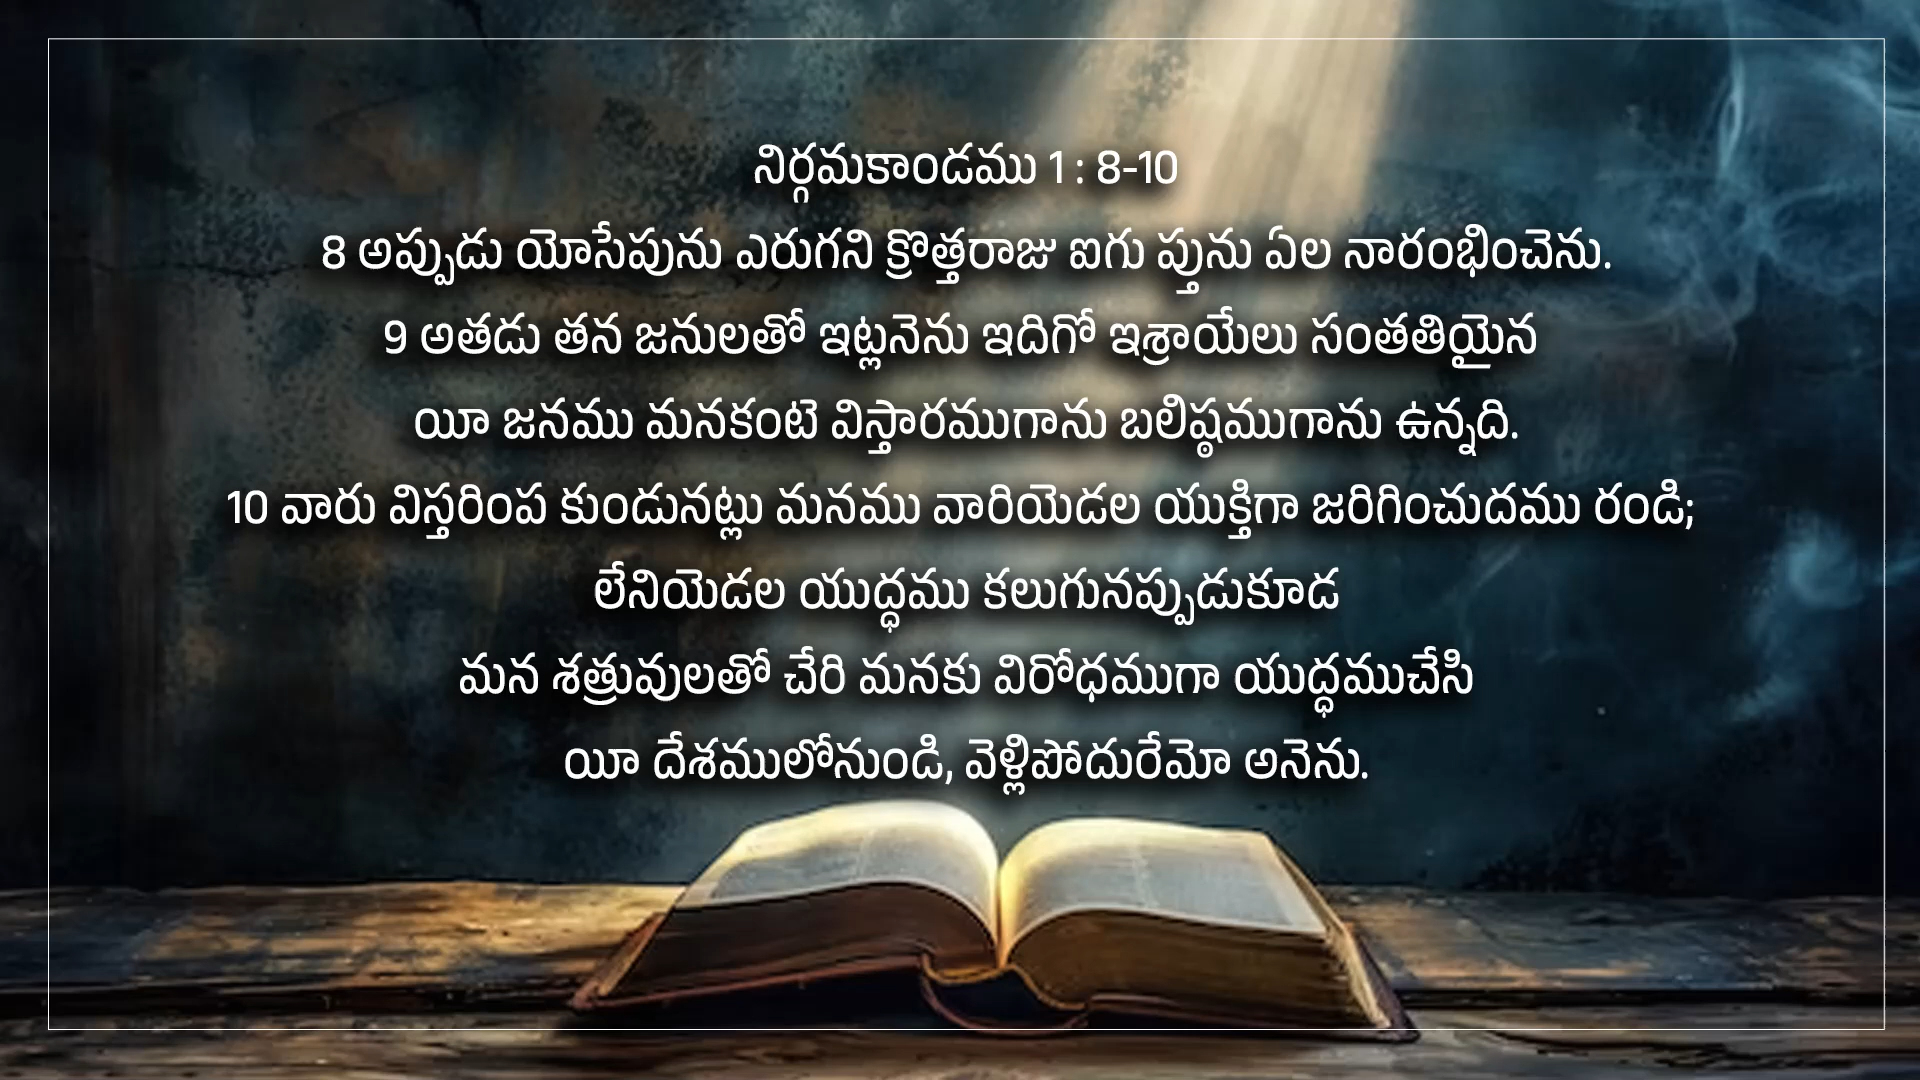 నిర్గమకాండము 1 : 8-10
8 అప్పుడు యోసేపును ఎరుగని క్రొత్తరాజు ఐగు ప్తును ఏల నారంభించెను.
9 అతడు తన జనులతో ఇట్లనెను ఇదిగో ఇశ్రాయేలు సంతతియైన
యీ జనము మనకంటె విస్తారముగాను బలిష్ఠముగాను ఉన్నది.
10 వారు విస్తరింప కుండునట్లు మనము వారియెడల యుక్తిగా జరిగించుదము రండి;
లేనియెడల యుద్ధము కలుగునప్పుడుకూడ
మన శత్రువులతో చేరి మనకు విరోధముగా యుద్ధముచేసి
యీ దేశములోనుండి, వెళ్లిపోదురేమో అనెను.